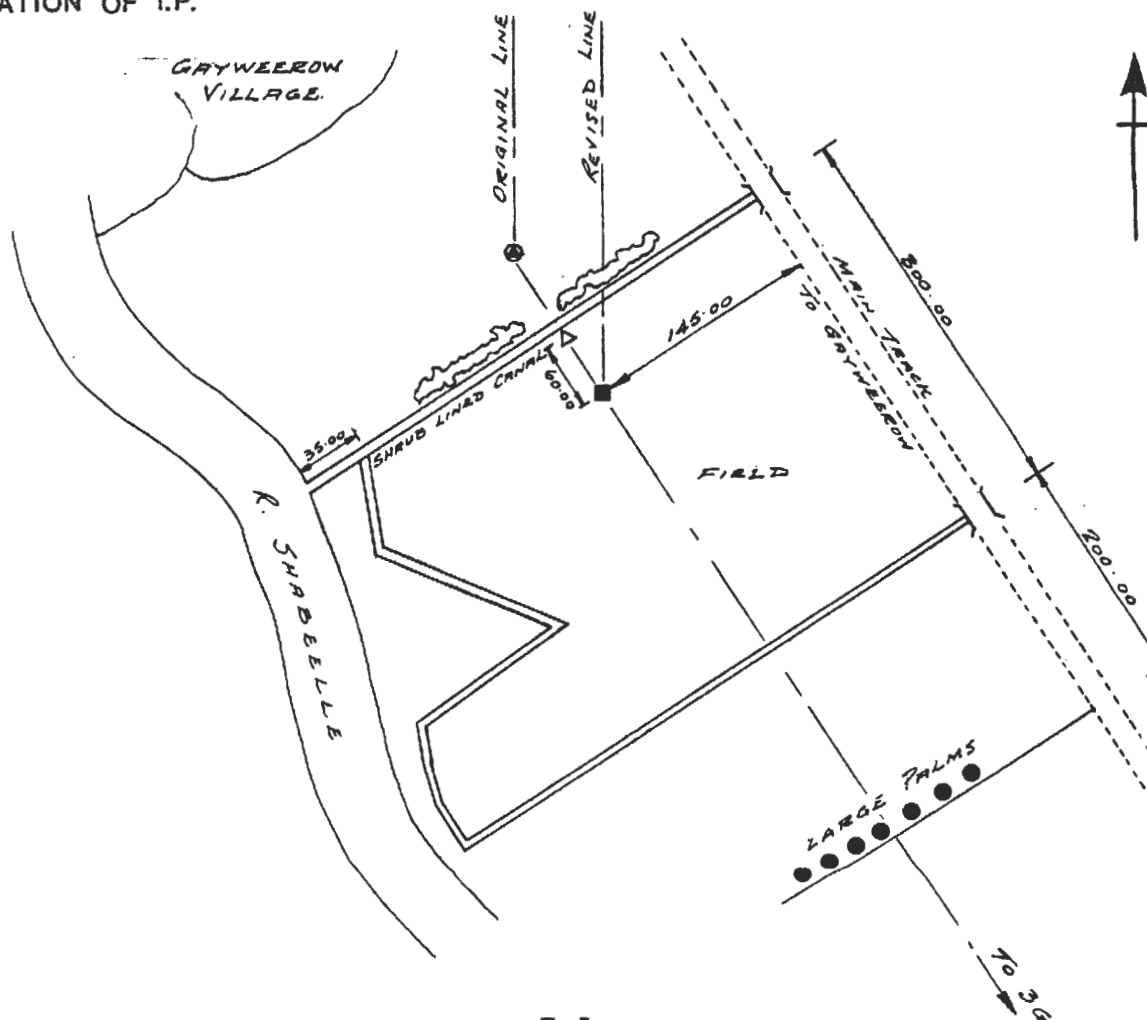 ATION OF I.P.
GAYWEEROW
VILLAGE.
ORIGINAL LINE
REVISED LINE
300.00
MAIN TRACK
TO GAYWEEROW
145.00
60.00
SHRUB LINED CANAL
35.00
FIELD
R. SHABEELLE
200.00
LARGE PALMS
TO 3G